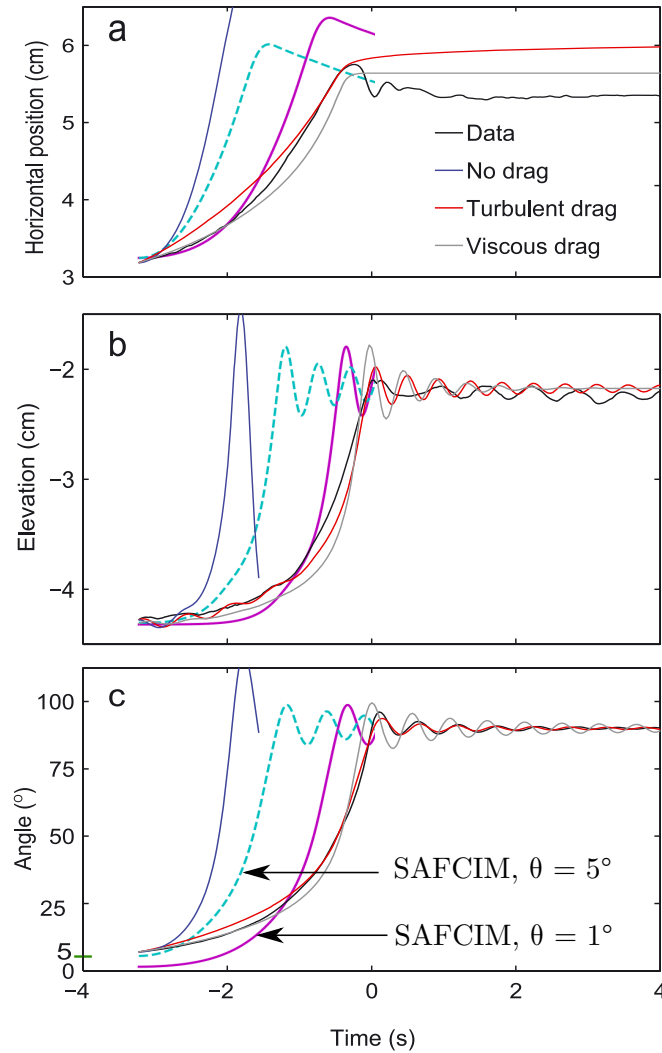 a
6
5
4
3
Horizontal position (cm)
Data
No drag
Turbulent drag
Viscous drag
b
−2
−3
−4
Elevation (cm)
c
100
75
50
25
5
0
Angle (°)
SAFCIM, θ = 5°
SAFCIM, θ = 1°
−4 −2 0 2 4
Time (s)